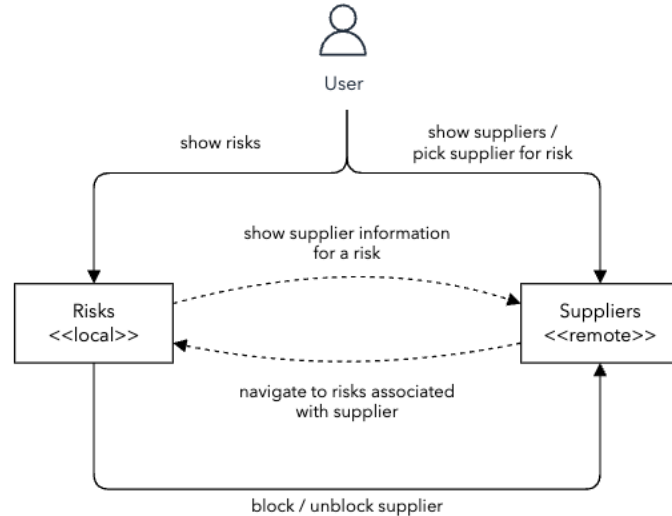 User
show risks
show suppliers /
pick supplier for risk
show supplier information
for a risk
Risks
<<local>>
Suppliers
<<remote>>
navigate to risks associated
with supplier
block / unblock supplier